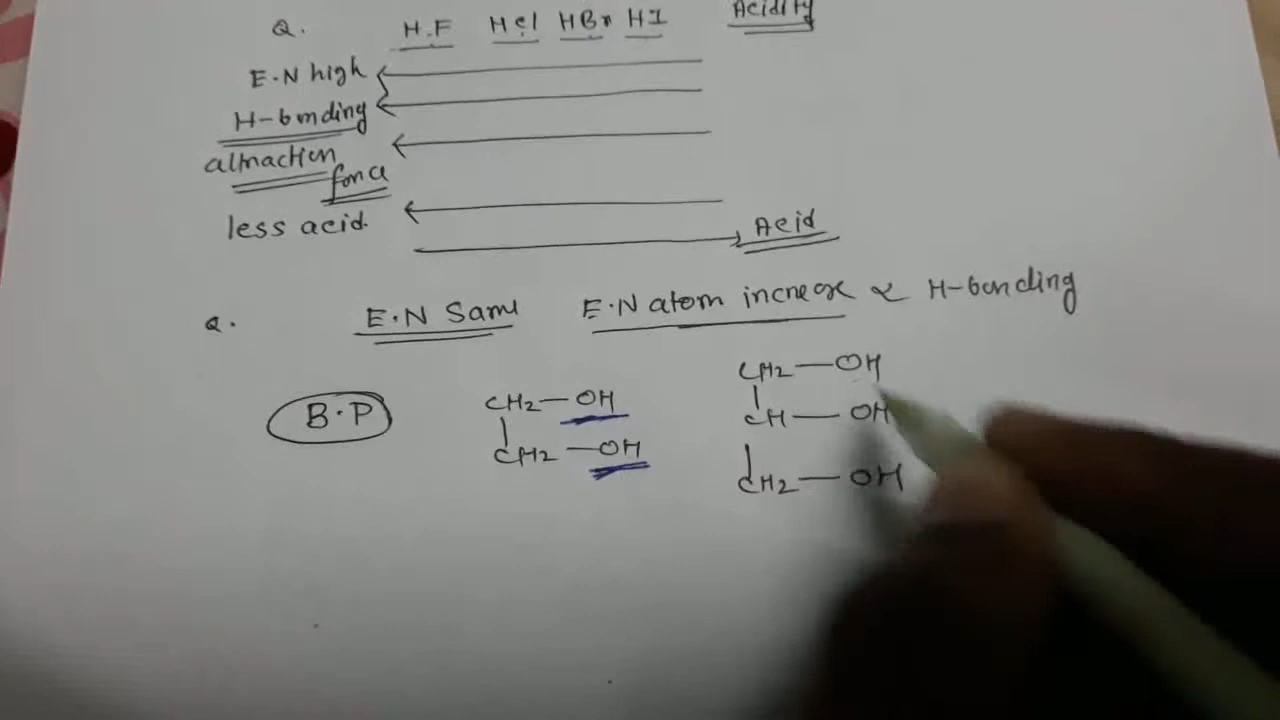 Q. H.F HCl HBr HI Acidity
E.N high
H-bonding
attraction
force
less acid.
Acid
Q. E.N Same E.N atom increase ∝ H-bonding
B.P
CH2—OH
CH2—OH
CH2—OH
CH—OH
CH2—OH